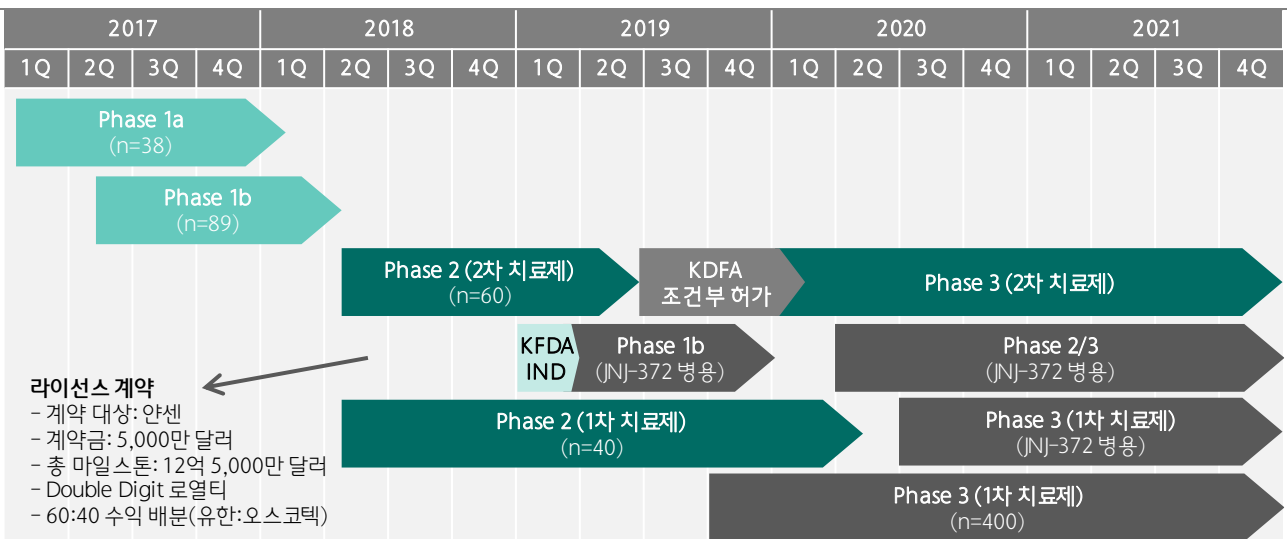 2017 2018 2019 2020 2021
1Q 2Q 3Q 4Q 1Q 2Q 3Q 4Q 1Q 2Q 3Q 4Q 1Q 2Q 3Q 4Q 1Q 2Q 3Q 4Q
Phase 1a
(n=38)
Phase 1b
(n=89)
Phase 2 (2차 치료제)
(n=60)
KDFA
조건부 허가
Phase 3 (2차 치료제)
KFDA
IND
Phase 1b
(JNJ-372 병용)
Phase 2/3
(JNJ-372 병용)
Phase 2 (1차 치료제)
(n=40)
Phase 3 (1차 치료제)
(JNJ-372 병용)
Phase 3 (1차 치료제)
(n=400)
라이선스 계약
- 계약 대상: 얀센
- 계약금: 5,000만 달러
- 총 마일스톤: 12억 5,000만 달러
- Double Digit 로열티
- 60:40 수익 배분(유한:오스코텍)